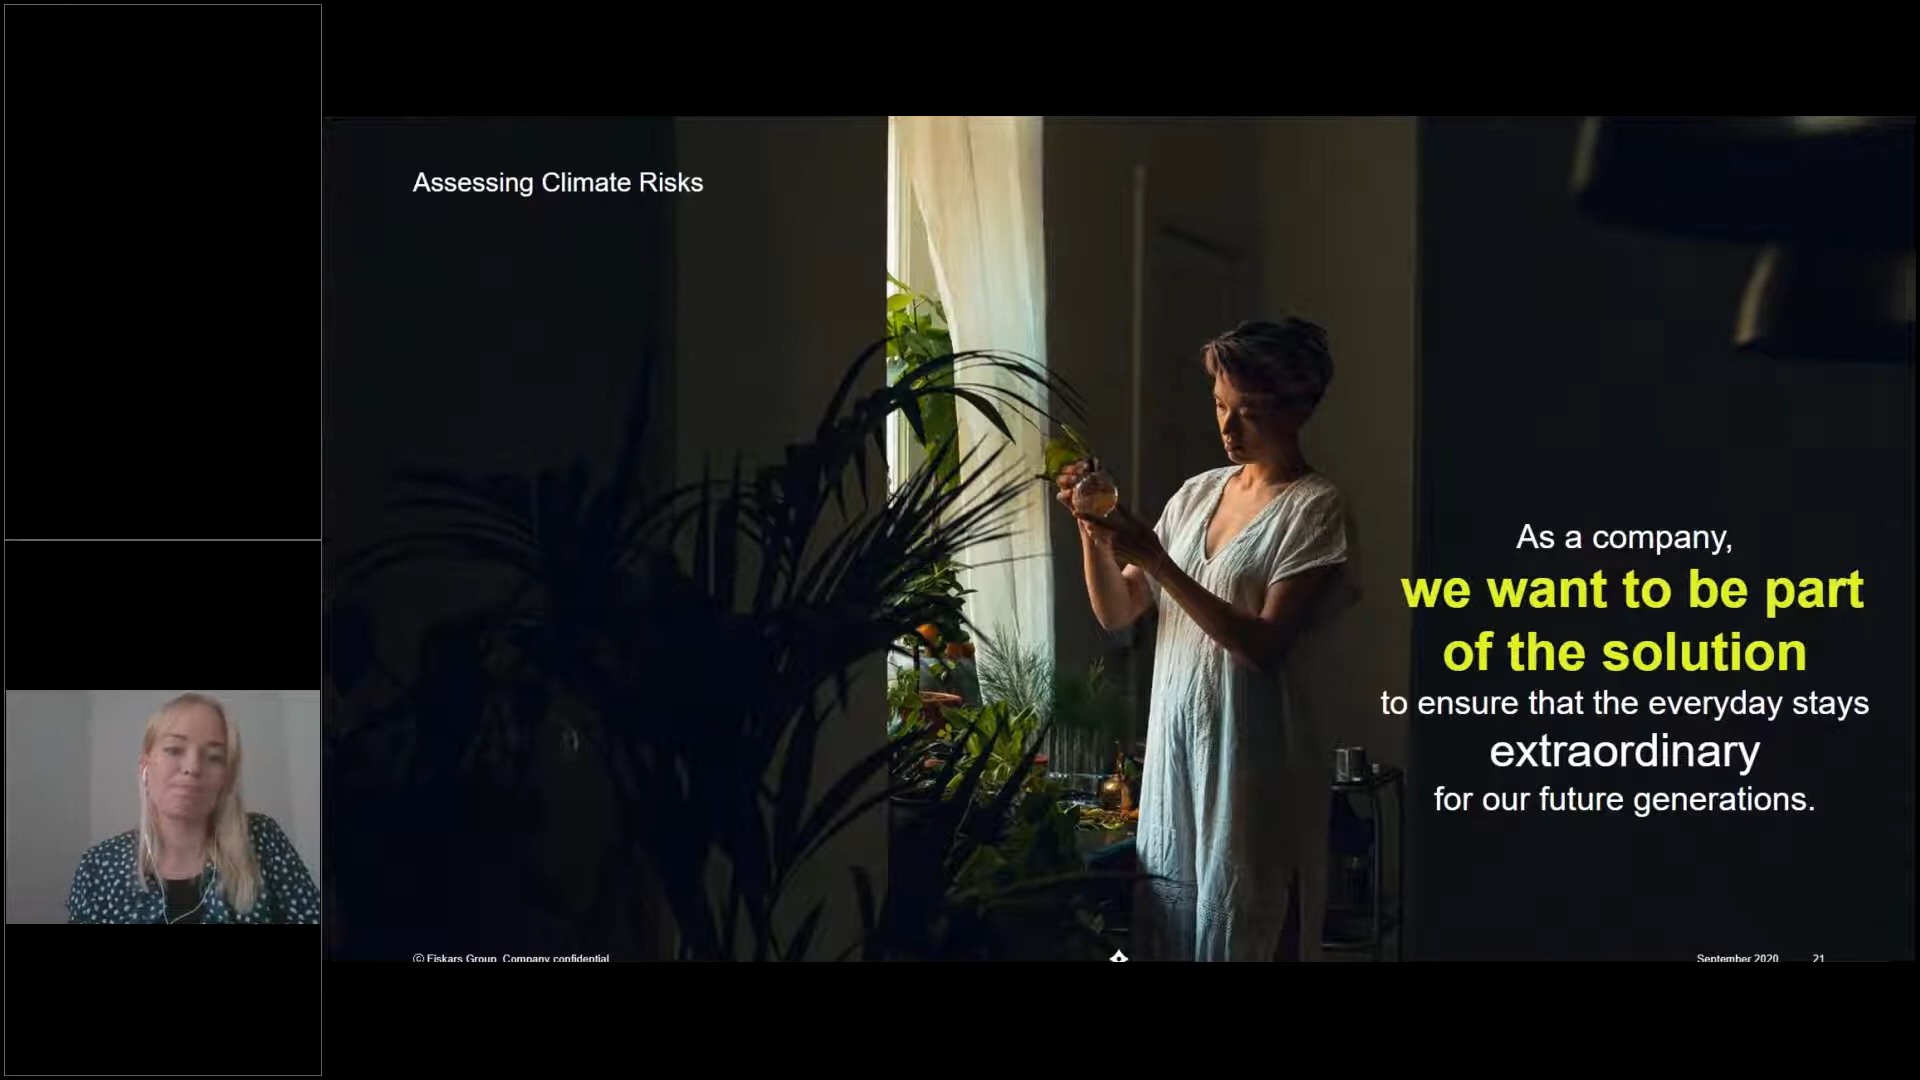 Assessing Climate Risks
As a company,
we want to be part
of the solution
to ensure that the everyday stays
extraordinary
for our future generations.
© Fiskars Group, Company confidential
September 2020
21